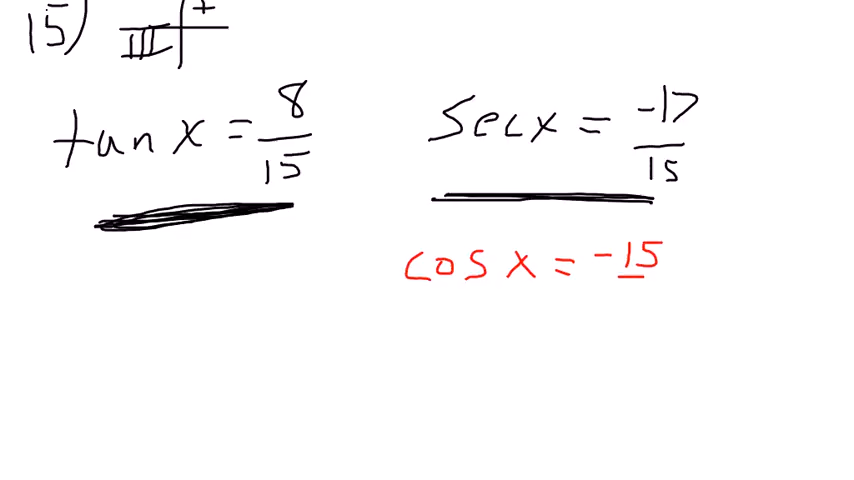 15) III +
tan x = 8/15
sec x = -17/15
cos x = -15